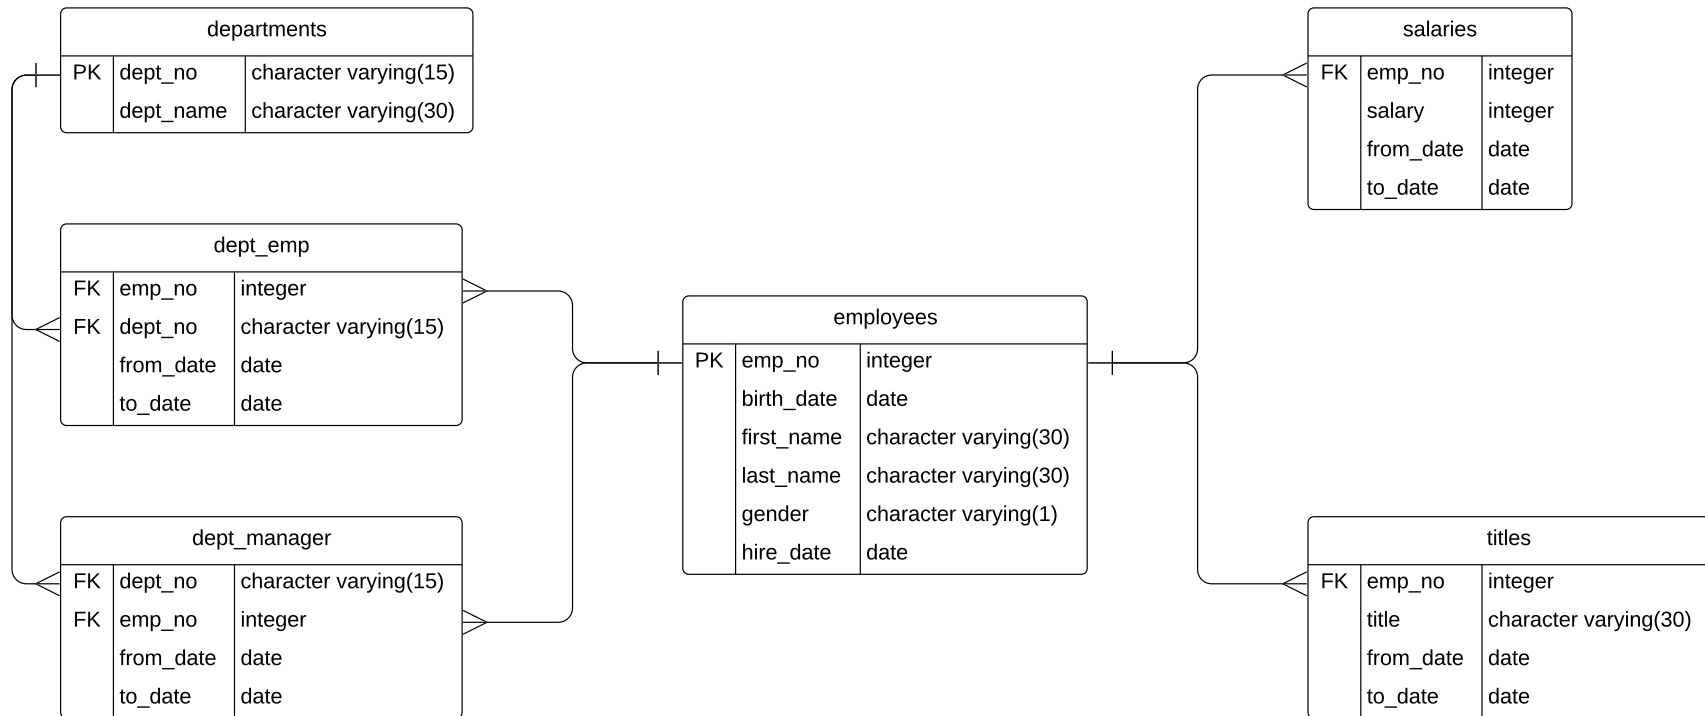 departments
PK dept_no character varying(15)
dept_name character varying(30)
dept_emp
FK emp_no integer
FK dept_no character varying(15)
from_date date
to_date date
dept_manager
FK dept_no character varying(15)
FK emp_no integer
from_date date
to_date date
employees
PK emp_no integer
birth_date date
first_name character varying(30)
last_name character varying(30)
gender character varying(1)
hire_date date
salaries
FK emp_no integer
salary integer
from_date date
to_date date
titles
FK emp_no integer
title character varying(30)
from_date date
to_date date